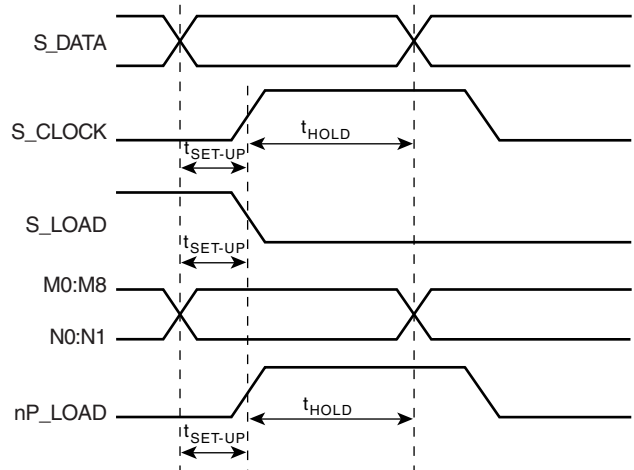 S_DATA
S_CLOCK
tHOLD
tSET-UP
S_LOAD
tSET-UP
M0:M8
N0:N1
nP_LOAD
tHOLD
tSET-UP